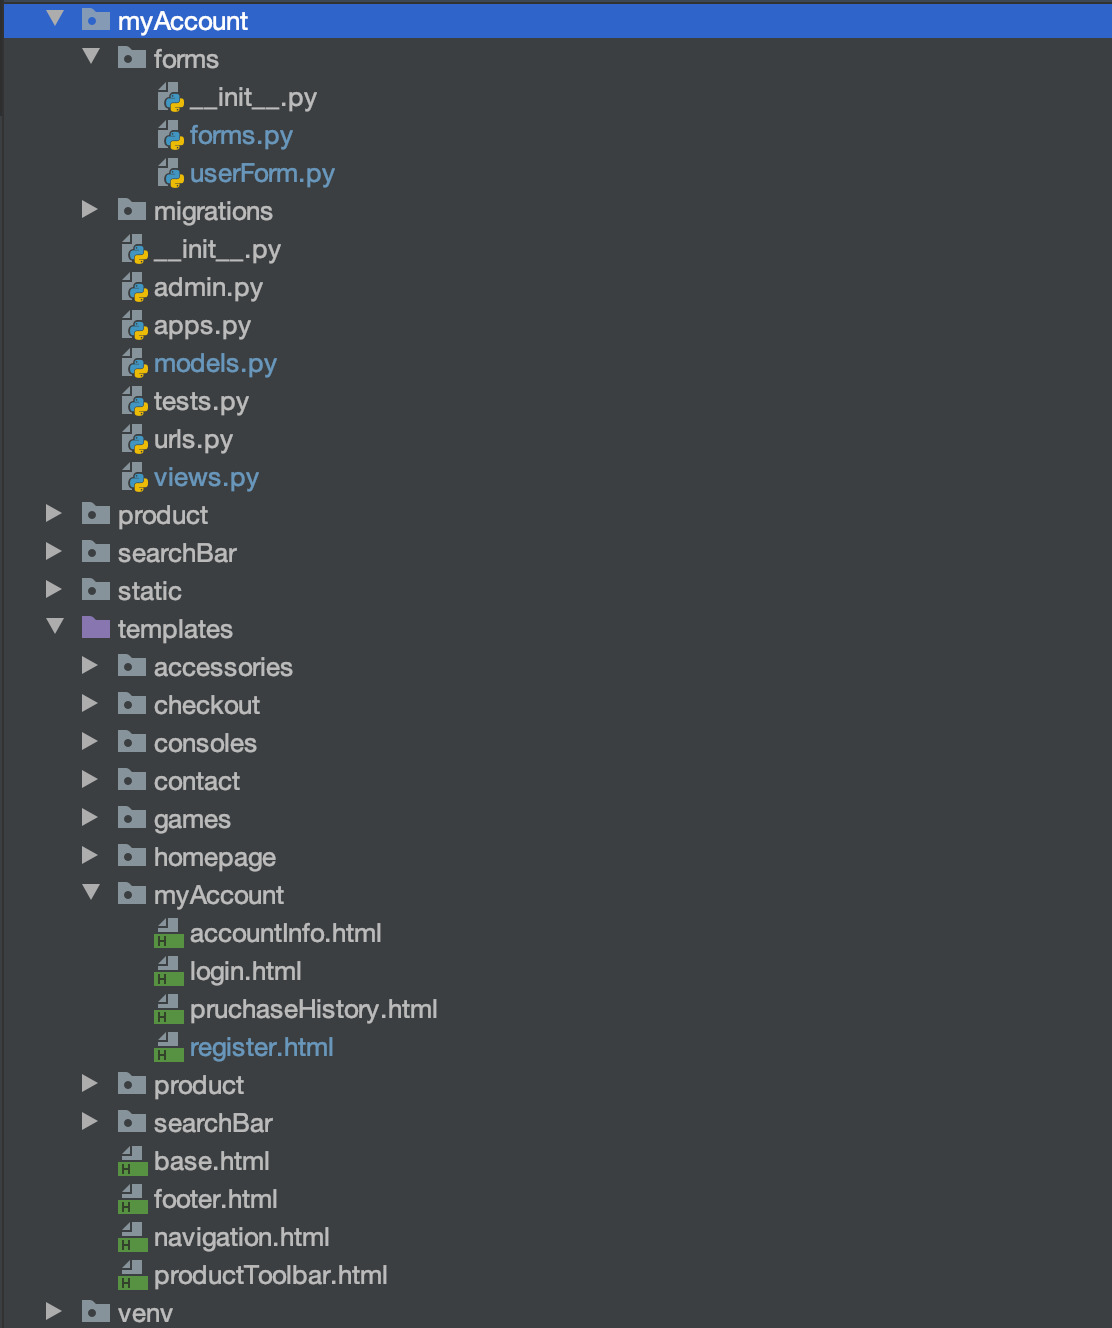 myAccount
forms
__init__.py
forms.py
userForm.py
migrations
__init__.py
admin.py
apps.py
models.py
tests.py
urls.py
views.py
product
searchBar
static
templates
accessories
checkout
consoles
contact
games
homepage
myAccount
H accountInfo.html
H login.html
H pruchaseHistory.html
H register.html
product
searchBar
H base.html
H footer.html
H navigation.html
H productToolbar.html
venv